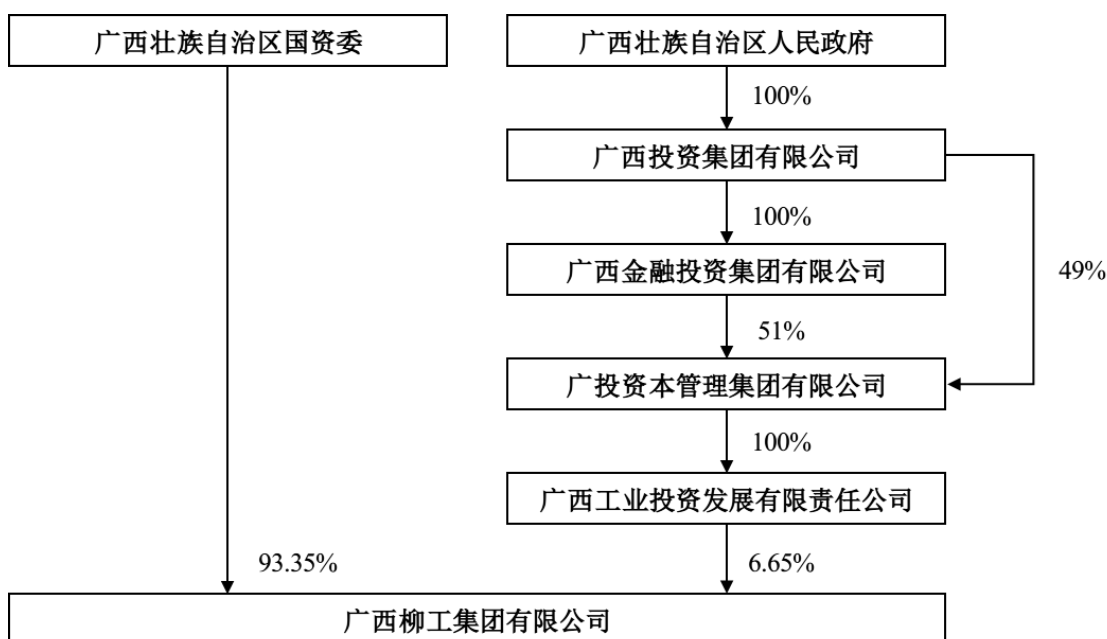 广西壮族自治区国资委
广西壮族自治区人民政府
100%
广西投资集团有限公司
100%
广西金融投资集团有限公司
49%
51%
广投资本管理集团有限公司
100%
广西工业投资发展有限责任公司
93.35%
6.65%
广西柳工集团有限公司